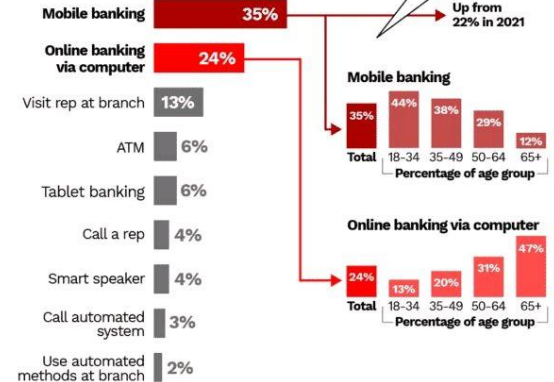 Mobile banking 35%
Up from
22% in 2021
Online banking
via computer 24%
Visit rep at branch 13%
ATM 6%
Tablet banking 6%
Call a rep 4%
Smart speaker 4%
Call automated
system 3%
Use automated
methods at branch 2%
Mobile banking
35% 44% 38% 29% 12%
Total 18-34 35-49 50-64 65+
Percentage of age group
Online banking via computer
24% 13% 20% 31% 47%
Total 18-34 35-49 50-64 65+
Percentage of age group